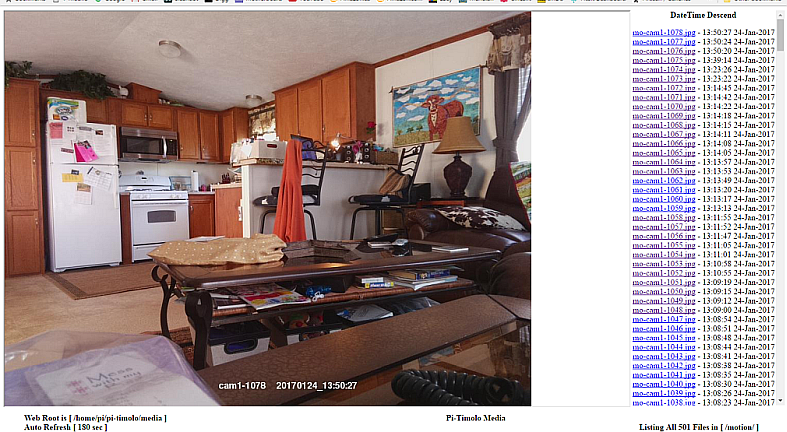 DateTime Descend
mo-cam1-1078.jpg - 13:50:27 24-Jan-2017
mo-cam1-1077.jpg - 13:50:24 24-Jan-2017
mo-cam1-1076.jpg - 13:50:20 24-Jan-2017
mo-cam1-1075.jpg - 13:39:14 24-Jan-2017
mo-cam1-1074.jpg - 13:23:26 24-Jan-2017
mo-cam1-1073.jpg - 13:23:22 24-Jan-2017
mo-cam1-1072.jpg - 13:14:45 24-Jan-2017
mo-cam1-1071.jpg - 13:14:42 24-Jan-2017
mo-cam1-1070.jpg - 13:14:22 24-Jan-2017
mo-cam1-1069.jpg - 13:14:18 24-Jan-2017
mo-cam1-1068.jpg - 13:14:15 24-Jan-2017
mo-cam1-1067.jpg - 13:14:11 24-Jan-2017
mo-cam1-1066.jpg - 13:14:08 24-Jan-2017
mo-cam1-1065.jpg - 13:14:05 24-Jan-2017
mo-cam1-1064.jpg - 13:13:57 24-Jan-2017
mo-cam1-1063.jpg - 13:13:53 24-Jan-2017
mo-cam1-1062.jpg - 13:13:49 24-Jan-2017
mo-cam1-1061.jpg - 13:13:20 24-Jan-2017
mo-cam1-1060.jpg - 13:13:17 24-Jan-2017
mo-cam1-1059.jpg - 13:13:13 24-Jan-2017
mo-cam1-1058.jpg - 13:11:55 24-Jan-2017
mo-cam1-1057.jpg - 13:11:52 24-Jan-2017
mo-cam1-1056.jpg - 13:11:47 24-Jan-2017
mo-cam1-1055.jpg - 13:11:05 24-Jan-2017
mo-cam1-1054.jpg - 13:11:01 24-Jan-2017
mo-cam1-1053.jpg - 13:10:58 24-Jan-2017
mo-cam1-1052.jpg - 13:10:55 24-Jan-2017
mo-cam1-1051.jpg - 13:09:19 24-Jan-2017
mo-cam1-1050.jpg - 13:09:15 24-Jan-2017
mo-cam1-1049.jpg - 13:09:12 24-Jan-2017
mo-cam1-1048.jpg - 13:09:00 24-Jan-2017
mo-cam1-1047.jpg - 13:08:54 24-Jan-2017
mo-cam1-1046.jpg - 13:08:51 24-Jan-2017
mo-cam1-1045.jpg - 13:08:48 24-Jan-2017
mo-cam1-1044.jpg - 13:08:44 24-Jan-2017
mo-cam1-1043.jpg - 13:08:41 24-Jan-2017
mo-cam1-1042.jpg - 13:08:38 24-Jan-2017
mo-cam1-1041.jpg - 13:08:35 24-Jan-2017
mo-cam1-1040.jpg - 13:08:30 24-Jan-2017
mo-cam1-1039.jpg - 13:08:26 24-Jan-2017
mo-cam1-1038.jpg - 13:08:23 24-Jan-2017
Mess
with my
cam1-1078 20170124_13:50:27
Web Root is [ /home/pi/pi-timolo/media ]
Auto Refresh [ 180 sec ]
Pi-Timolo Media
Listing All 501 Files in [ /motion/ ]